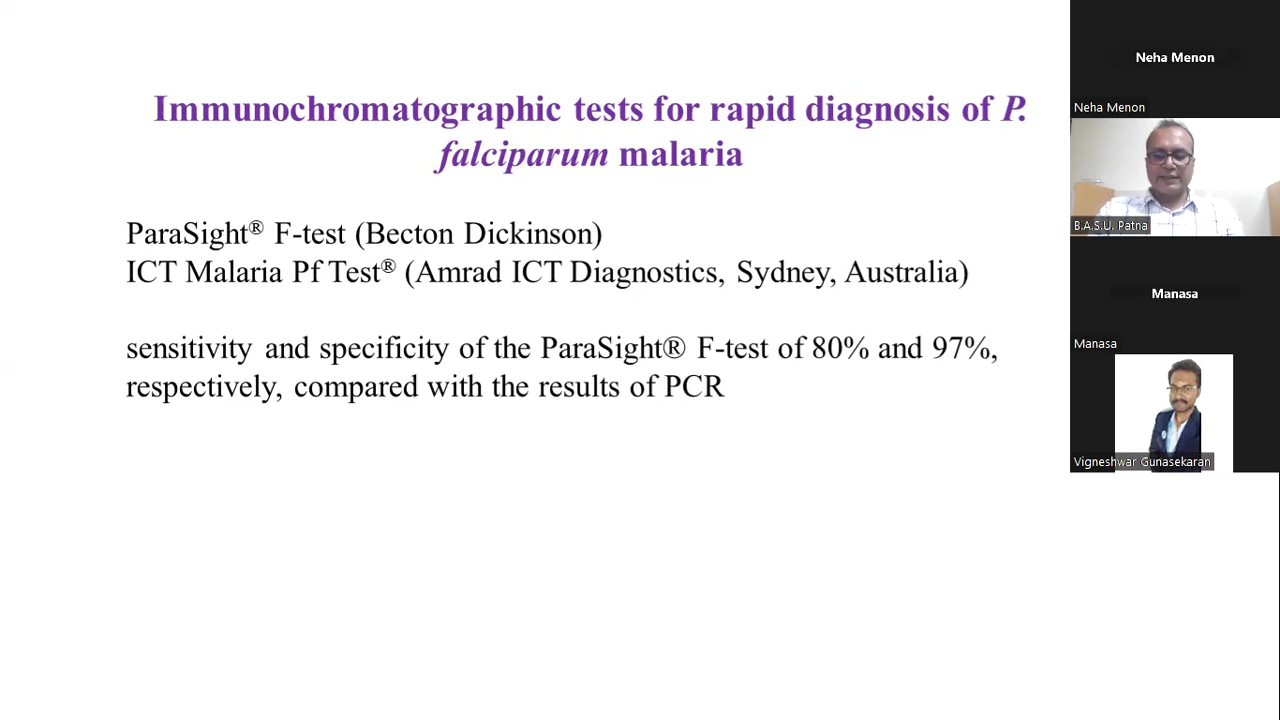 Immunochromatographic tests for rapid diagnosis of P.
falciparum malaria
ParaSight® F-test (Becton Dickinson)
ICT Malaria Pf Test® (Amrad ICT Diagnostics, Sydney, Australia)
sensitivity and specificity of the ParaSight® F-test of 80% and 97%,
respectively, compared with the results of PCR
Neha Menon
Neha Menon
B.A.S.U. Patna
Manasa
Manasa
Vigneshwar Gunasekaran